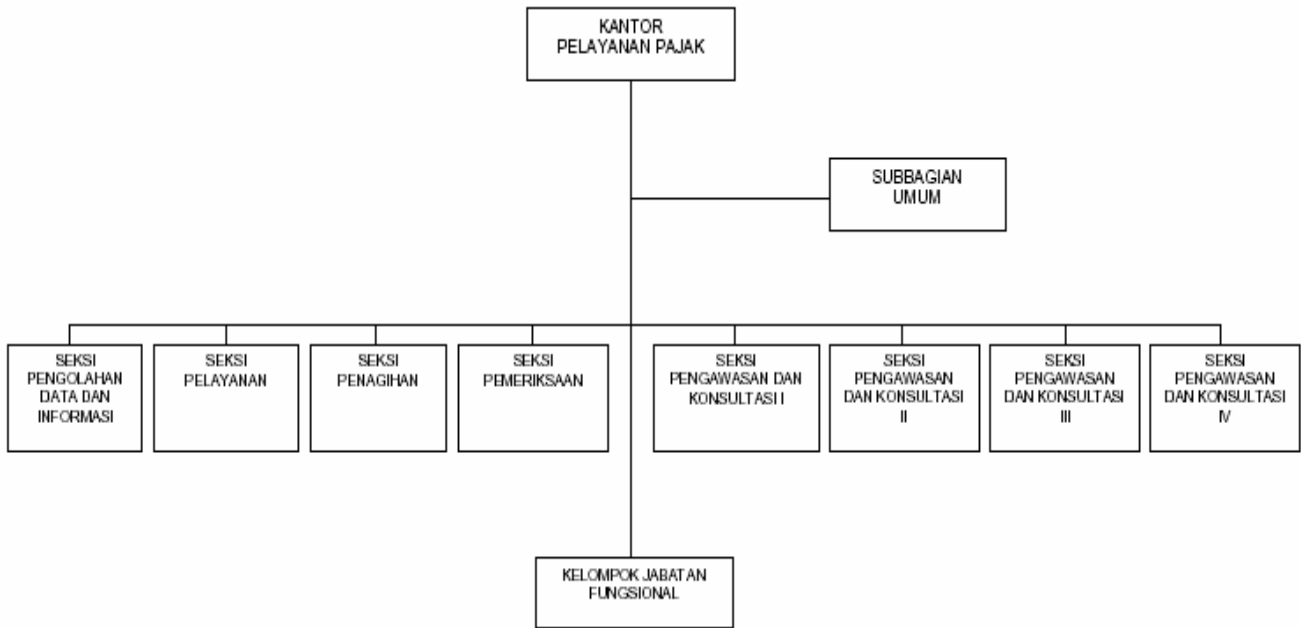 KANTOR
PELAYANAN PAJAK
SUBBAGIAN
UMUM
SEKSI
PENGOLAHAN
DATA DAN
INFORMASI
SEKSI
PELAYANAN
SEKSI
PENAGIHAN
SEKSI
PEMERIKSAAN
SEKSI
PENGAWASAN DAN
KONSULTASI I
SEKSI
PENGAWASAN
DAN KONSULTASI
II
SEKSI
PENGAWASAN
DAN KONSULTASI
III
SEKSI
PENGAWASAN
DAN KONSULTASI
IV
KELOMPOK JABATAN
FUNGSIONAL